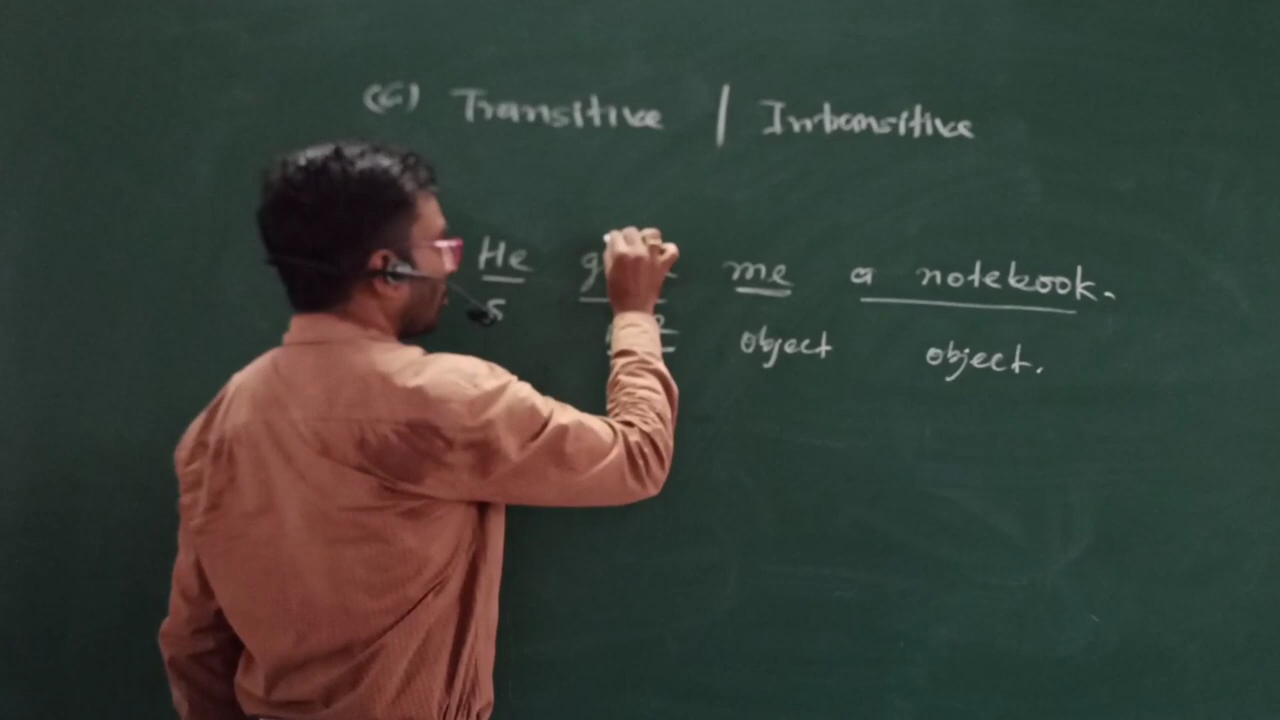 (C) Transitive | Intransitive
He me a notebook.
S object object.